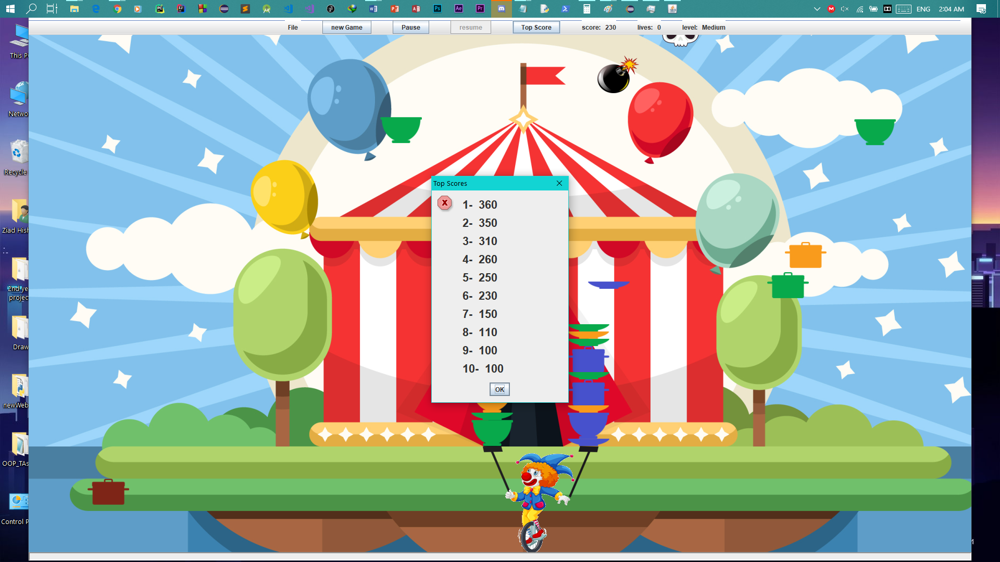 ENG 2:04 AM
File new Game Pause resume Top Score score: 230 lives: 0 level: Medium
This P
Netwo
Recycle
Ziad Hish
2nd ye
projec
Draw
newWeb
OOP_TAs
Control P
Top Scores
1- 360
2- 350
3- 310
4- 260
5- 250
6- 230
7- 150
8- 110
9- 100
10- 100
OK